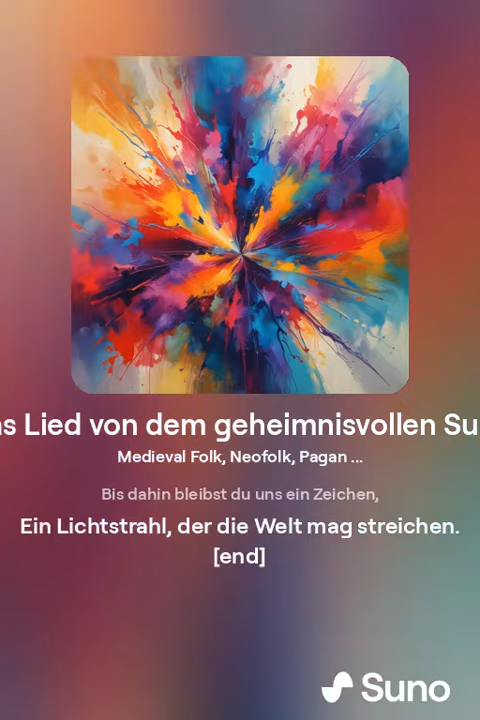 s Lied von dem geheimnisvollen Su
Medieval Folk, Neofolk, Pagan ...
Bis dahin bleibst du uns ein Zeichen,
Ein Lichtstrahl, der die Welt mag streichen.
[end]
Suno